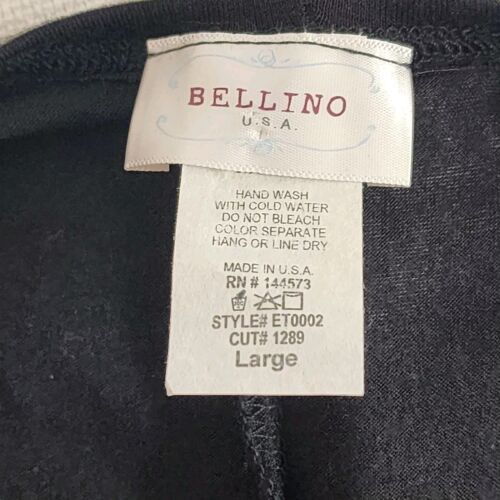 BELLINO
U.S.A.
HAND WASH
WITH COLD WATER
DO NOT BLEACH
COLOR SEPARATE
HANG OR LINE DRY
MADE IN U.S.A.
RN # 144573
STYLE# ET0002
CUT# 1289
Large